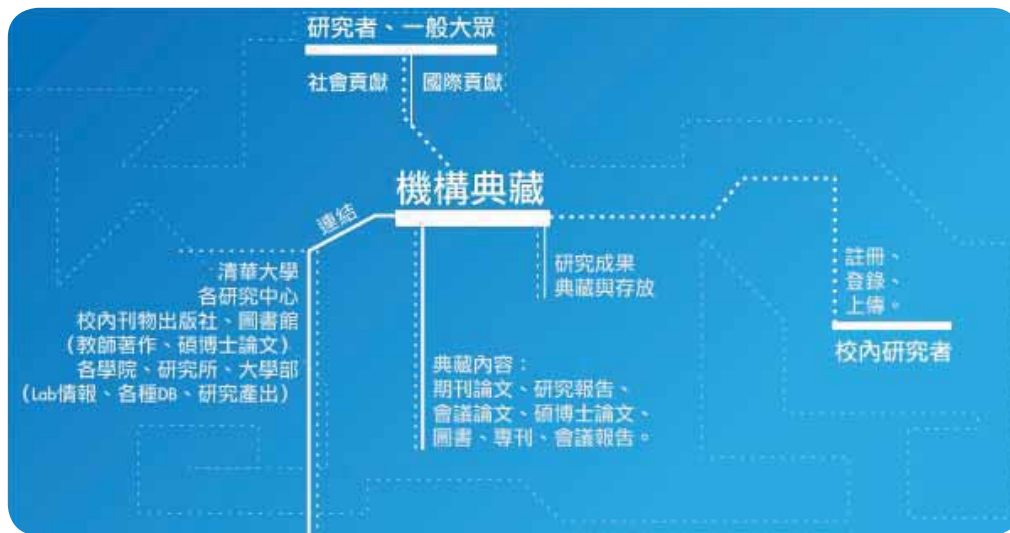 研究者、一般大眾
社會貢獻
國際貢獻
機構典藏
連結
清華大學
各研究中心
校內刊物出版社、圖書館
(教師著作、碩博士論文)
各學院、研究所、大學部
(Lab情報、各種DB、研究產出)
研究成果
典藏與存放
典藏內容：
期刊論文、研究報告、
會議論文、碩博士論文、
圖書、專刊、會議報告。
註冊、
登錄、
上傳。
校內研究者